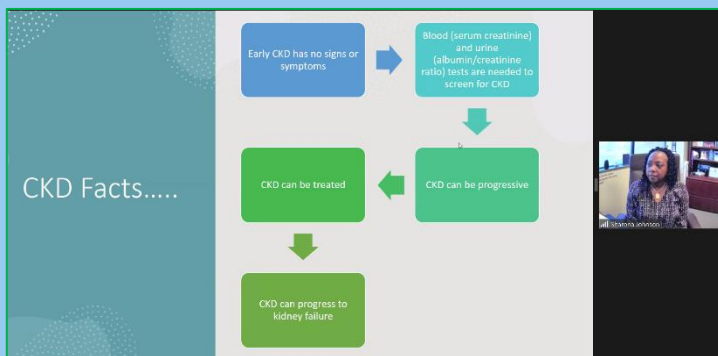 CKD Facts.....
Early CKD has no signs or
symptoms
Blood (serum creatinine)
and urine
(albumin/creatinine
ratio) tests are needed to
screen for CKD
CKD can be progressive
CKD can be treated
CKD can progress to
kidney failure
Johnson